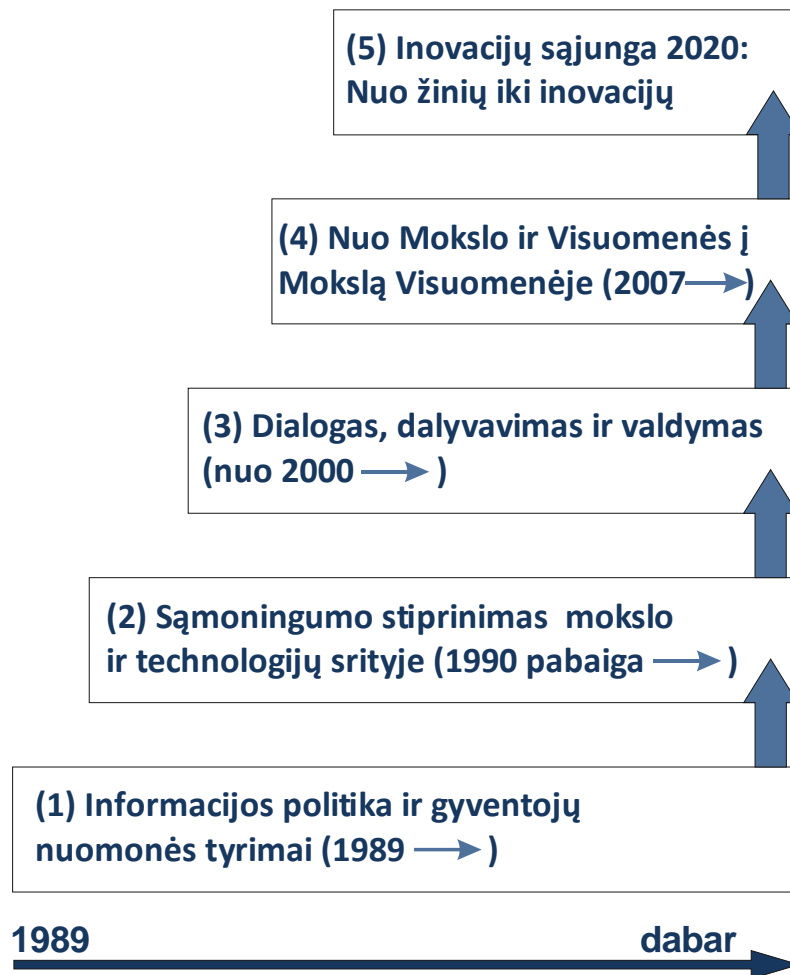 (5) Inovacijų sąjunga 2020:
Nuo žinių iki inovacijų
(4) Nuo Mokslo ir Visuomenės į
Mokslą Visuomenėje (2007 → )
(3) Dialogas, dalyvavimas ir valdymas
(nuo 2000 → )
(2) Sąmoningumo stiprinimas mokslo
ir technologijų srityje (1990 pabaiga → )
(1) Informacijos politika ir gyventojų
nuomonės tyrimai (1989 → )
1989 dabar